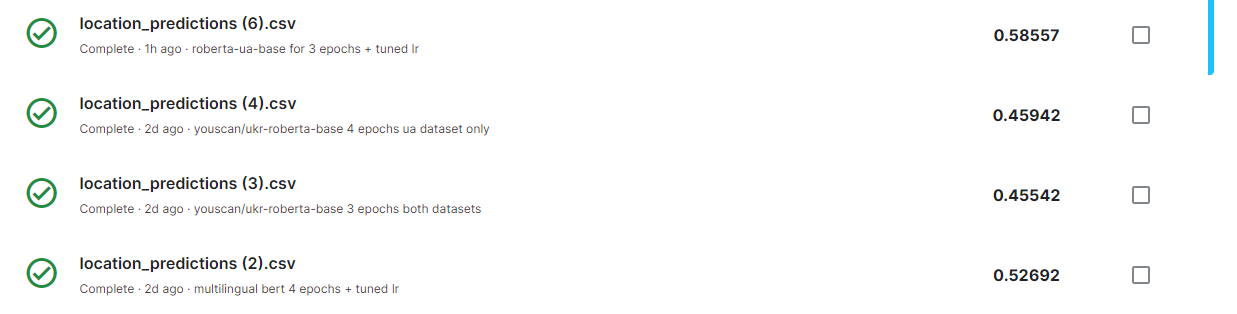 location_predictions (6).csv
Complete · 1h ago · roberta-ua-base for 3 epochs + tuned lr
0.58557
location_predictions (4).csv
Complete · 2d ago · youscan/ukr-roberta-base 4 epochs ua dataset only
0.45942
location_predictions (3).csv
Complete · 2d ago · youscan/ukr-roberta-base 3 epochs both datasets
0.45542
location_predictions (2).csv
Complete · 2d ago · multilingual bert 4 epochs + tuned lr
0.52692